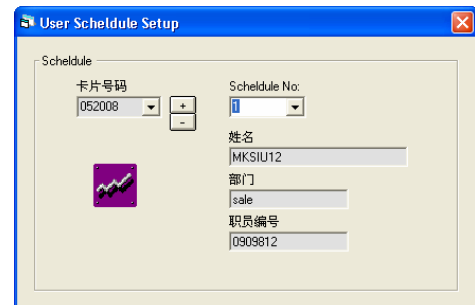 User Scheldule Setup
Scheldule
卡片号码
052008
+
-
Scheldule No:
1
姓名
MKSIU12
部门
sale
职员编号
0909812